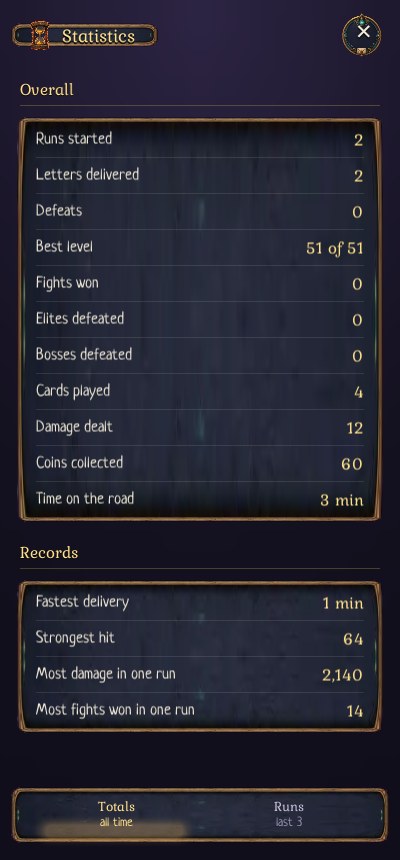 Statistics
Overall
Runs started 2
Letters delivered 2
Defeats 0
Best level 51 of 51
Fights won 0
Elites defeated 0
Bosses defeated 0
Cards played 4
Damage dealt 12
Coins collected 60
Time on the road 3 min
Records
Fastest delivery 1 min
Strongest hit 64
Most damage in one run 2,140
Most fights won in one run 14
Totals Runs
all time last 3